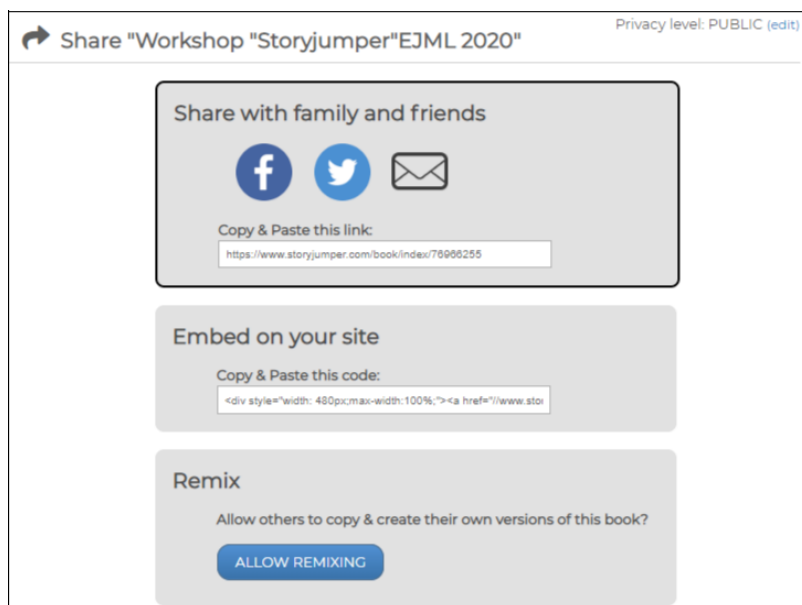 Privacy level: PUBLIC (edit)
Share "Workshop "Storyjumper"EJML 2020"
Share with family and friends
Copy & Paste this link:
https://www.storyjumper.com/book/index/76966255
Embed on your site
Copy & Paste this code:
<div style="width: 480px;max-width:100%;"><a href="//www.stor
Remix
Allow others to copy & create their own versions of this book?
ALLOW REMIXING